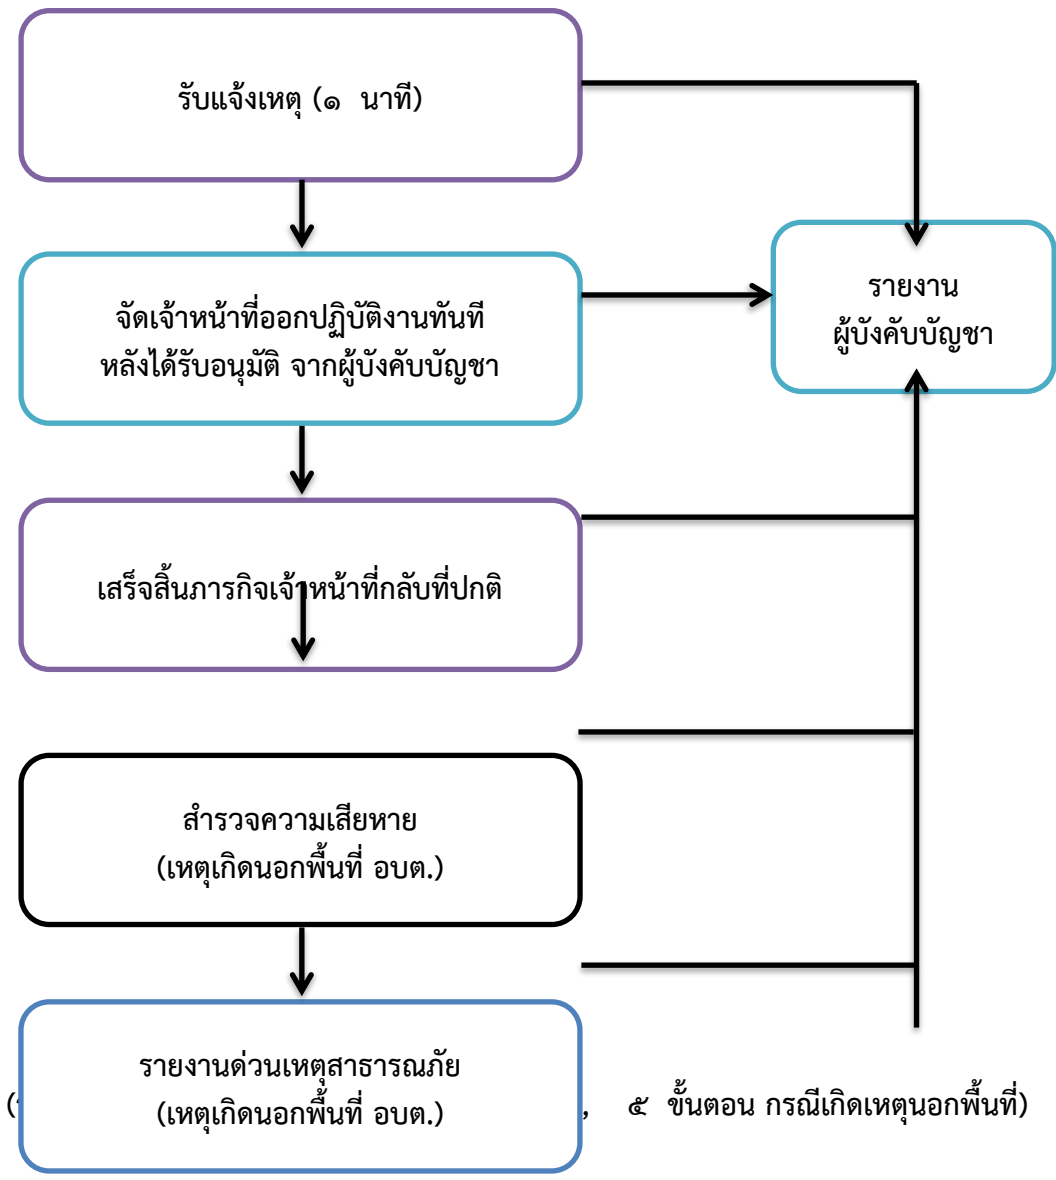 รับแจ้งเหตุ (๑ นาที)
รายงาน
ผู้บังคับบัญชา
จัดเจ้าหน้าที่ออกปฏิบัติงานทันที
หลังได้รับอนุมัติ จากผู้บังคับบัญชา
เสร็จสิ้นภารกิจเจ้าหน้าที่กลับที่ปกติ
สำรวจความเสียหาย
(เหตุเกิดนอกพื้นที่ อบต.)
รายงานด่วนเหตุสาธารณภัย
(เหตุเกิดนอกพื้นที่ อบต.)
, ๕ ขั้นตอน กรณีเกิดเหตุนอกพื้นที่)